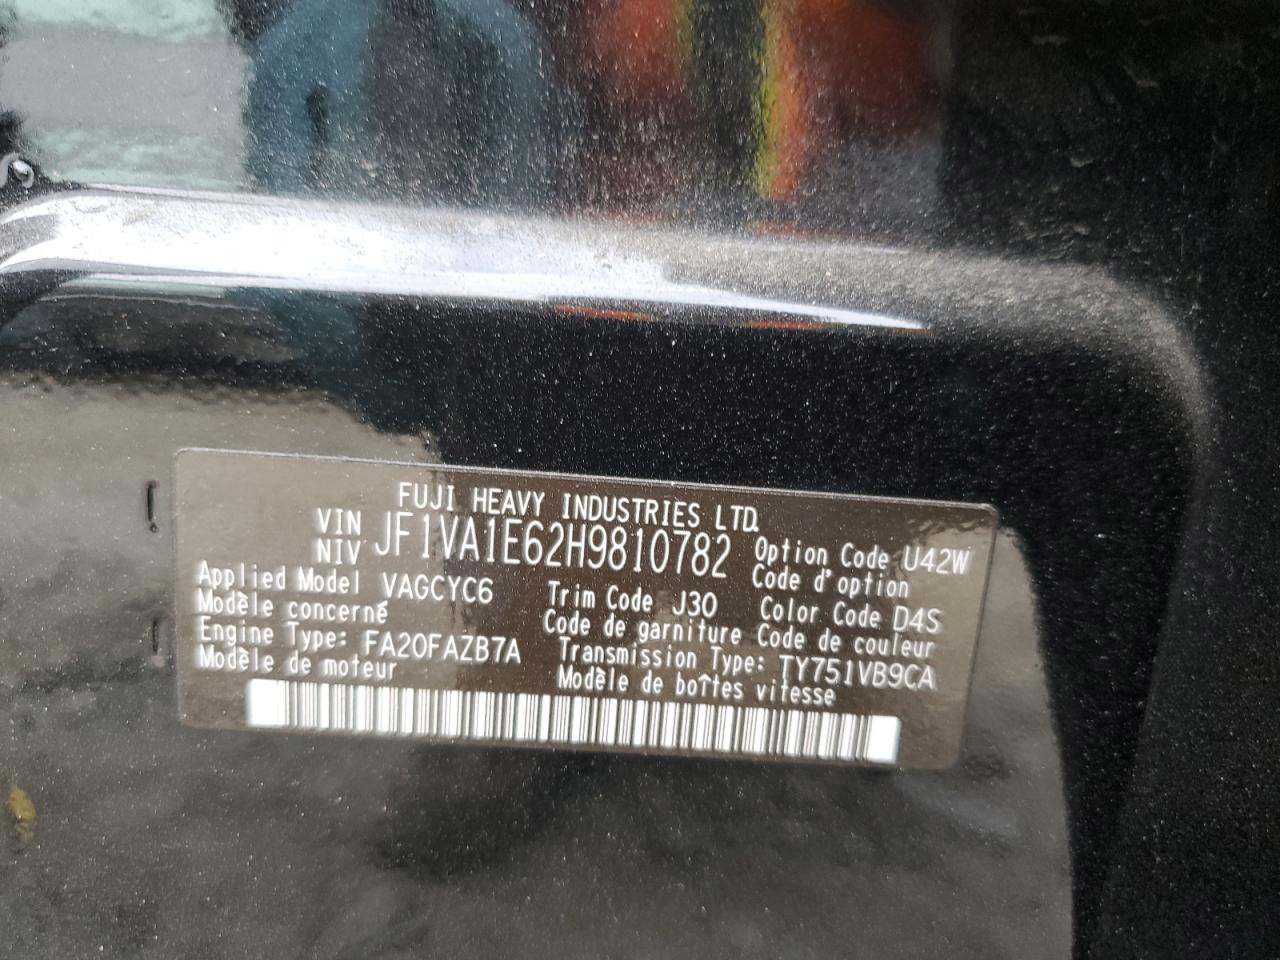 FUJI HEAVY INDUSTRIES LTD.
VIN
NIV JF1VA1E62H9810782 Option Code U42W
Code d'option
Applied Model VAGCYC6 Trim Code J30 Color Code D4S
Modèle concerné Code de garniture Code de couleur
Engine Type: FA20FAZB7A Transmission Type: TY751VB9CA
Modèle de moteur Modèle de boîtes vitesse